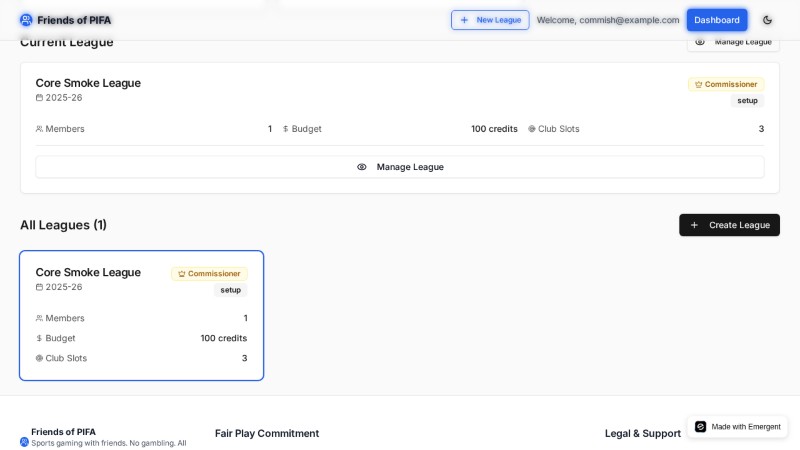 Friends of PIFA
New League
Welcome, commish@example.com
Dashboard
Current League
Manage League
Core Smoke League
2025-26
Commissioner
setup
Members 1
$ Budget 100 credits
Club Slots 3
Manage League
All Leagues (1)
+ Create League
Core Smoke League
2025-26
Commissioner
setup
Members 1
$ Budget 100 credits
Club Slots 3
Friends of PIFA
Sports gaming with friends. No gambling. All
Fair Play Commitment
Legal & Support
Made with Emergent